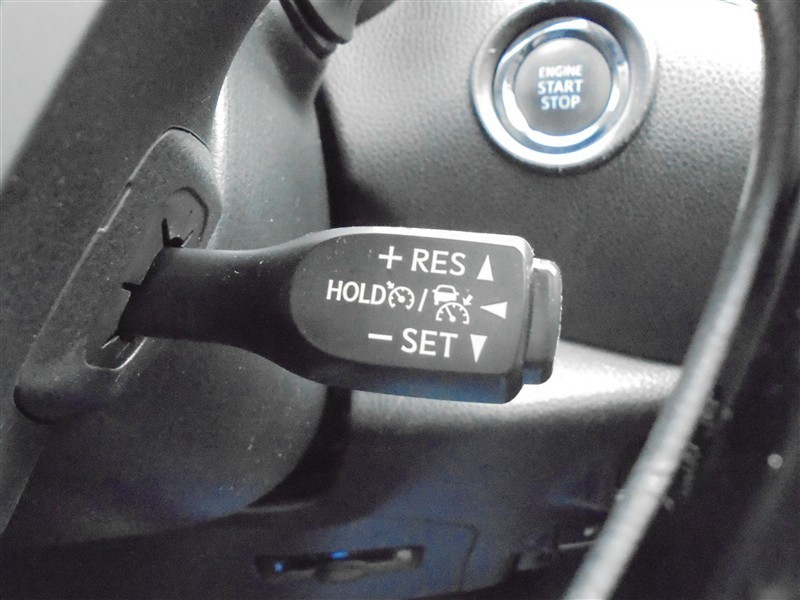 ENGINE
START
STOP
+ RES ▲
HOLD / ◀
- SET ▼